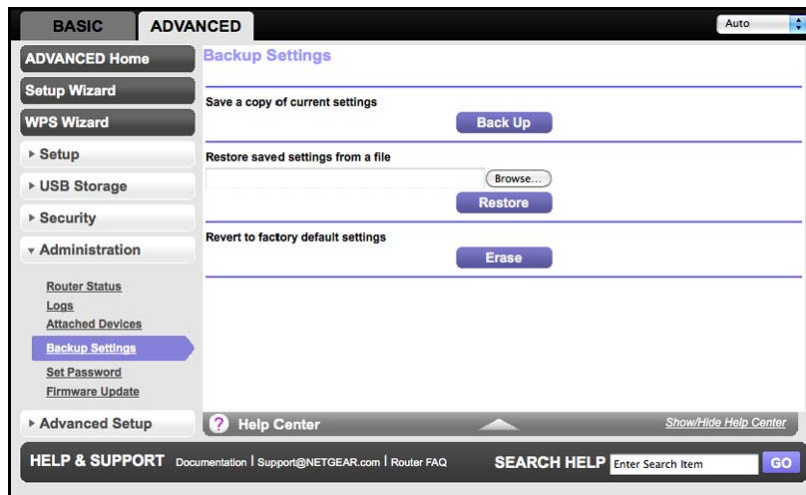 BASIC
ADVANCED
Auto
ADVANCED Home
Setup Wizard
WPS Wizard
Setup
USB Storage
Security
Administration
Router Status
Logs
Attached Devices
Backup Settings
Set Password
Firmware Update
Advanced Setup
Backup Settings
Save a copy of current settings
Back Up
Restore saved settings from a file
Browse...
Restore
Revert to factory default settings
Erase
? Help Center
Show/Hide Help Center
HELP & SUPPORT Documentation | Support@NETGEAR.com | Router FAQ
SEARCH HELP Enter Search Item GO